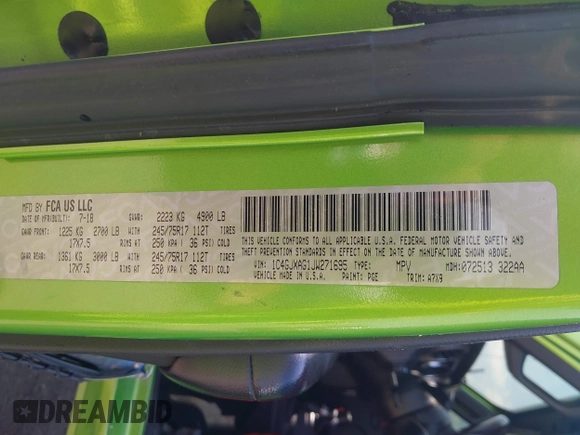 MFD BY FCA US LLC
DATE OF MFR(BUILT): 7-18 GVWR: 2223 KG 4900 LB
GAWR FRONT: 1225 KG 2700 LB WITH 245/75R17 112T TIRES
17X7.5 RIMS AT 250 KPA ( 36 PSI) COLD
GAWR REAR: 1361 KG 3000 LB WITH 245/75R17 112T TIRES
17X7.5 RIMS AT 250 KPA ( 36 PSI) COLD
THIS VEHICLE CONFORMS TO ALL APPLICABLE U.S.A. FEDERAL MOTOR VEHICLE SAFETY AND
THEFT PREVENTION STANDARDS IN EFFECT ON THE DATE OF MANUFACTURE SHOWN ABOVE.
VIN: 1C4GJXAG1JW271695 TYPE: MPV MDH: 072513 322AA
VEHICLE MADE IN U.S.A. PAINT: PGE TRIM: A7X9
DREAMBID